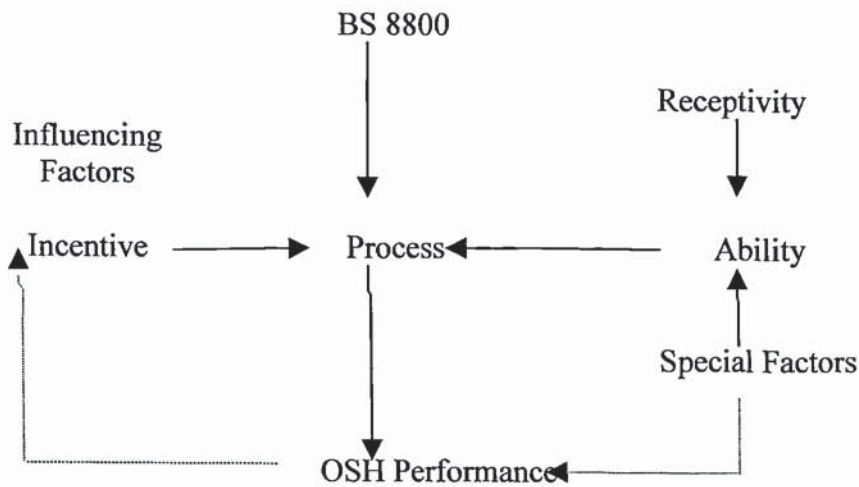 BS 8800
Receptivity
Influencing
Factors
Incentive
Process
Ability
Special Factors
OSH Performance